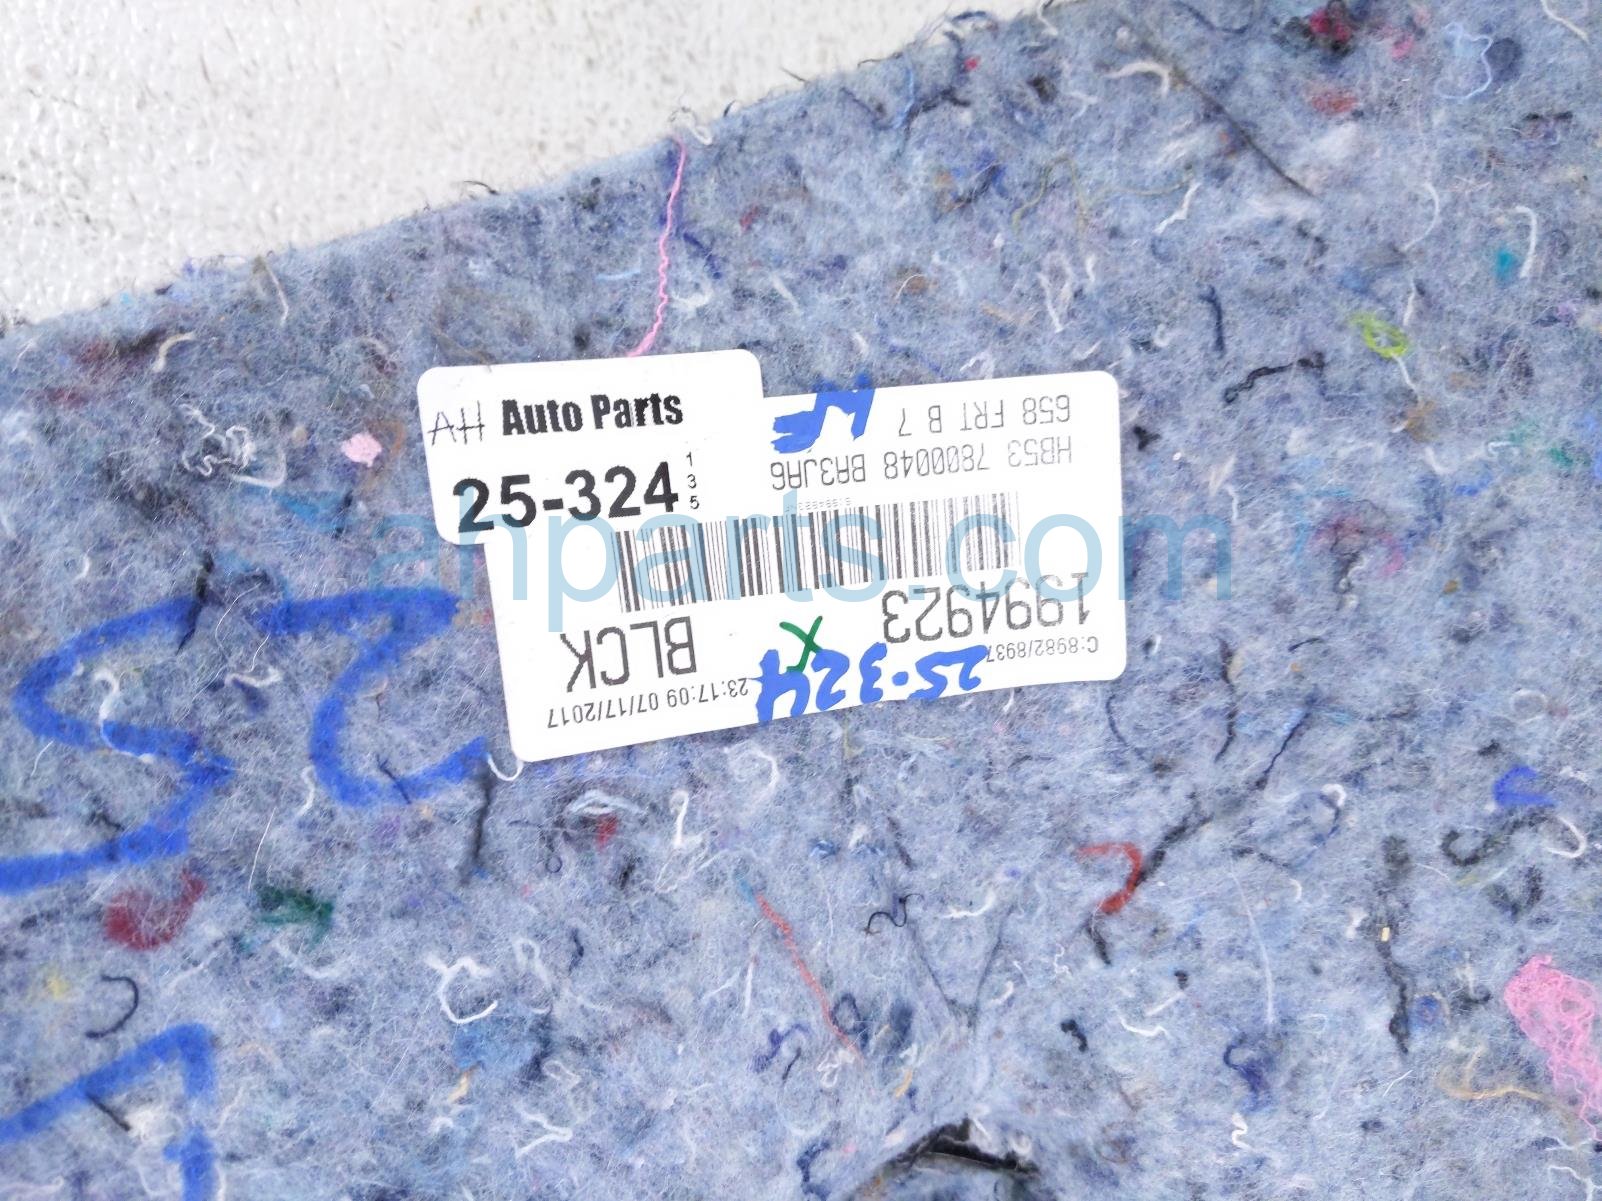 AH Auto Parts
25-324
1
3
5
658 FRT B 7
HB53 7800048 BA3JA6
1994923
BLCK
C:8982/8937
23:17:09 07/17/2017
X
25-324
25
ahparts.com